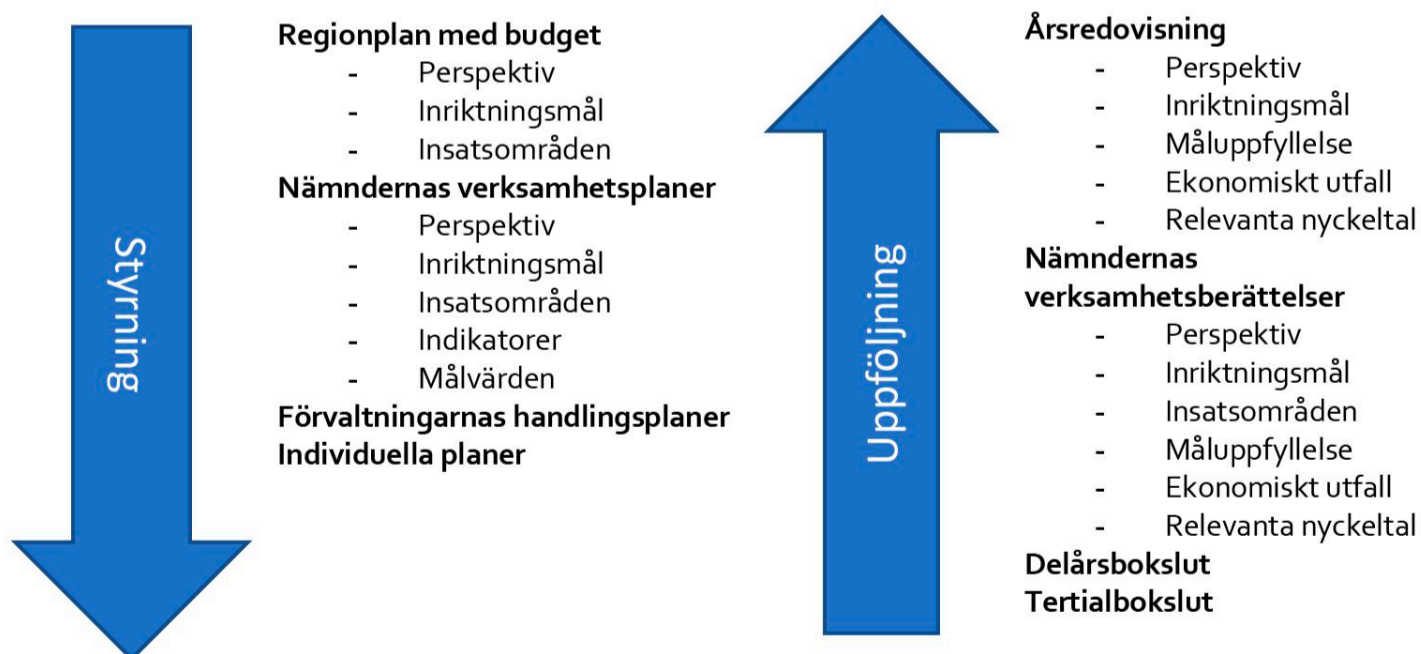 Styrning
Regionplan med budget
- Perspektiv
- Inriktningsmål
- Insatsområden
Nämndernas verksamhetsplaner
- Perspektiv
- Inriktningsmål
- Insatsområden
- Indikatorer
- Målvärden
Förvaltningarnas handlingsplaner
Individuella planer
Uppföljning
Årsredovisning
- Perspektiv
- Inriktningsmål
- Måluppfyllelse
- Ekonomiskt utfall
- Relevanta nyckeltal
Nämndernas
verksamhetsberättelser
- Perspektiv
- Inriktningsmål
- Insatsområden
- Måluppfyllelse
- Ekonomiskt utfall
- Relevanta nyckeltal
Delårsbokslut
Tertialbokslut